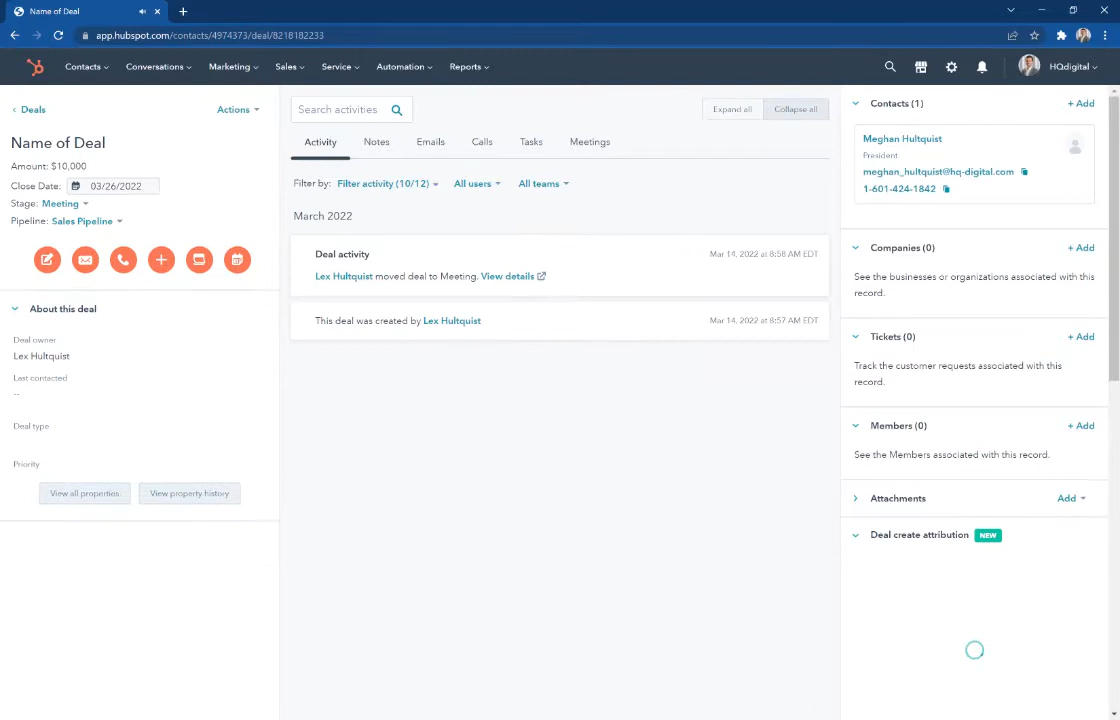 Name of Deal
app.hubspot.com/contacts/4974373/deal/8218182233
Contacts
Conversations
Marketing
Sales
Service
Automation
Reports
HQdigital
Deals
Actions
Name of Deal
Amount: $10,000
Close Date: 03/26/2022
Stage: Meeting
Pipeline: Sales Pipeline
About this deal
Deal owner
Lex Hultquist
Last contacted
--
Deal type
Priority
View all properties
View property history
Search activities
Expand all
Collapse all
Activity
Notes
Emails
Calls
Tasks
Meetings
Filter by: Filter activity (10/12) All users All teams
March 2022
Deal activity
Mar 14, 2022 at 8:58 AM EDT
Lex Hultquist moved deal to Meeting. View details
This deal was created by Lex Hultquist
Mar 14, 2022 at 8:57 AM EDT
Contacts (1)
+ Add
Meghan Hultquist
President
meghan_hultquist@hq-digital.com
1-601-424-1842
Companies (0)
+ Add
See the businesses or organizations associated with this
record.
Tickets (0)
+ Add
Track the customer requests associated with this
record.
Members (0)
+ Add
See the Members associated with this record.
Attachments
Add
Deal create attribution
NEW